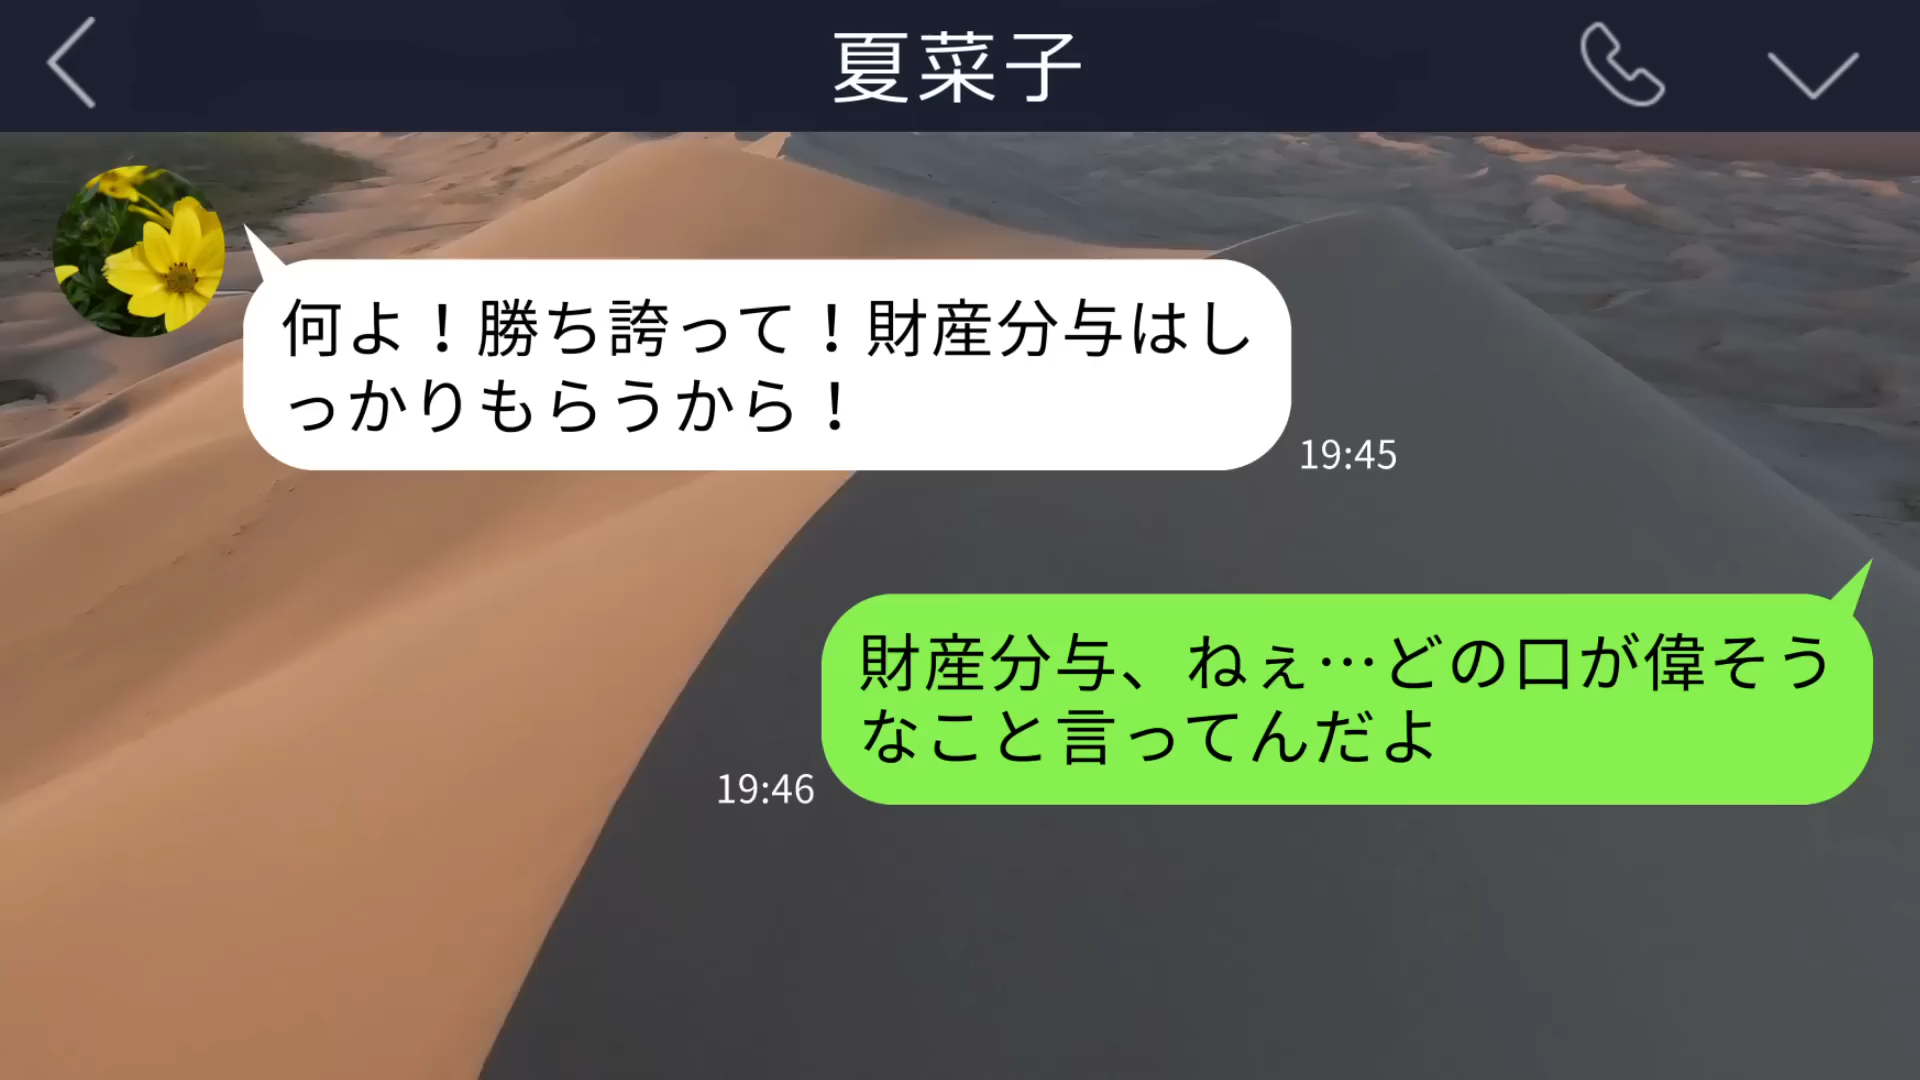 夏菜子
何よ！勝ち誇って！財産分与はし
っかりもらうから！
19:45
財産分与、ねぇ…どの口が偉そう
なこと言ってんだよ
19:46